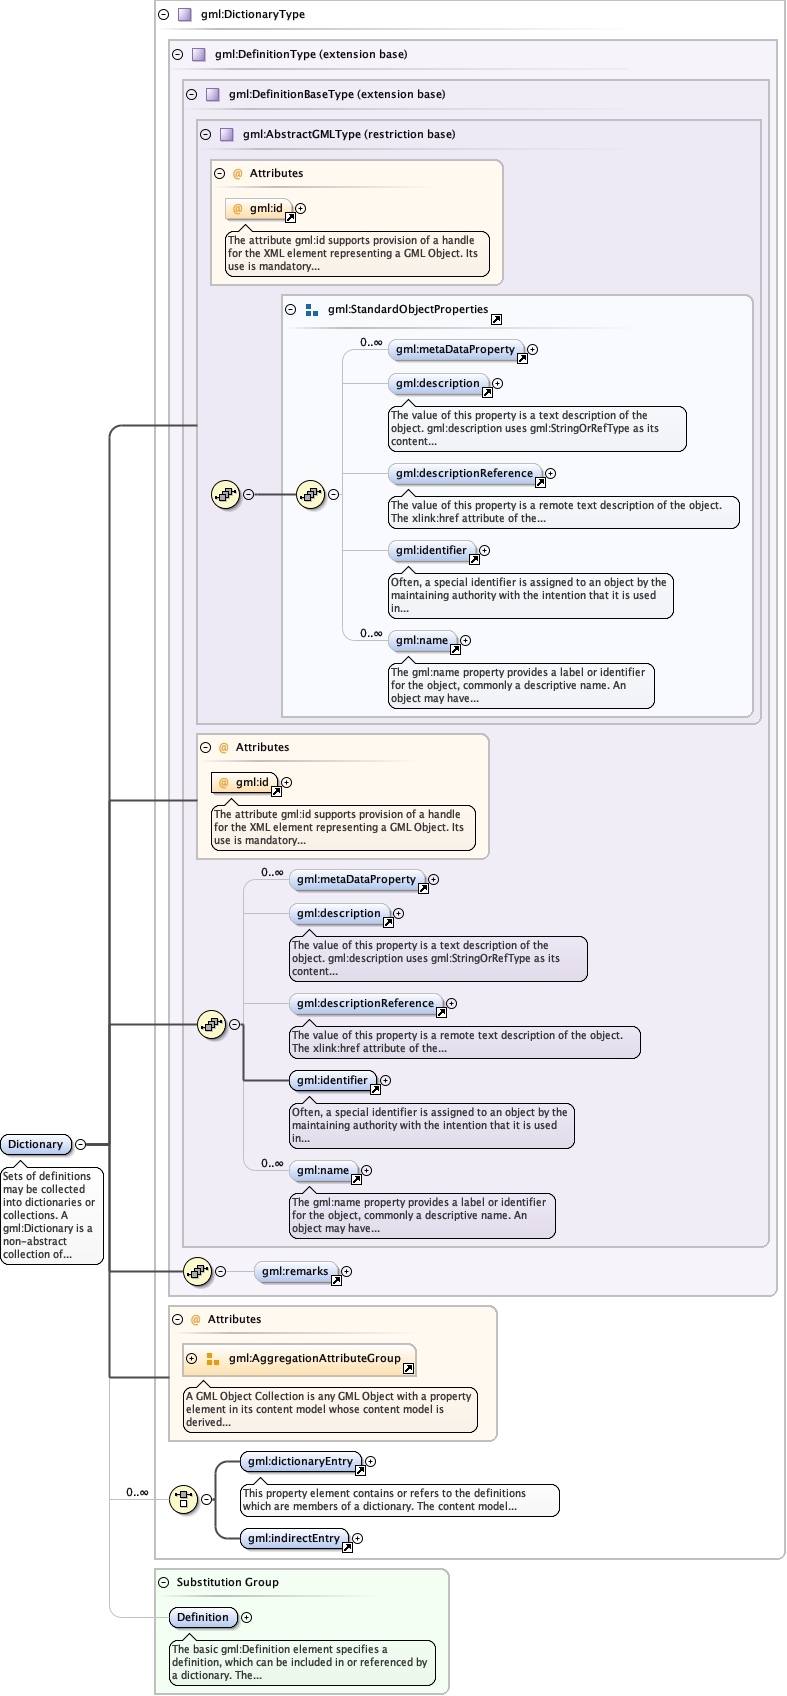 gml:DictionaryType
gml:DefinitionType (extension base)
gml:DefinitionBaseType (extension base)
gml:AbstractGMLType (restriction base)
@ Attributes
@ gml:id
The attribute gml:id supports provision of a handle
for the XML element representing a GML Object. Its
use is mandatory...
gml:StandardObjectProperties
0..∞
gml:metaDataProperty
gml:description
The value of this property is a text description of the
object. gml:description uses gml:StringOrRefType as its
content...
gml:descriptionReference
The value of this property is a remote text description of the object.
The xlink:href attribute of the...
gml:identifier
Often, a special identifier is assigned to an object by the
maintaining authority with the intention that it is used
in...
0..∞
gml:name
The gml:name property provides a label or identifier
for the object, commonly a descriptive name. An
object may have...
@ Attributes
@ gml:id
The attribute gml:id supports provision of a handle
for the XML element representing a GML Object. Its
use is mandatory...
0..∞
gml:metaDataProperty
gml:description
The value of this property is a text description of the
object. gml:description uses gml:StringOrRefType as its
content...
gml:descriptionReference
The value of this property is a remote text description of the object.
The xlink:href attribute of the...
gml:identifier
Often, a special identifier is assigned to an object by the
maintaining authority with the intention that it is used
in...
0..∞
gml:name
The gml:name property provides a label or identifier
for the object, commonly a descriptive name. An
object may have...
Dictionary
Sets of definitions
may be collected
into dictionaries or
collections. A
gml:Dictionary is a
non-abstract
collection of...
gml:remarks
@ Attributes
gml:AggregationAttributeGroup
A GML Object Collection is any GML Object with a property
element in its content model whose content model is
derived...
0..∞
gml:dictionaryEntry
This property element contains or refers to the definitions
which are members of a dictionary. The content model...
gml:indirectEntry
Substitution Group
Definition
The basic gml:Definition element specifies a
definition, which can be included in or referenced by
a dictionary. The...